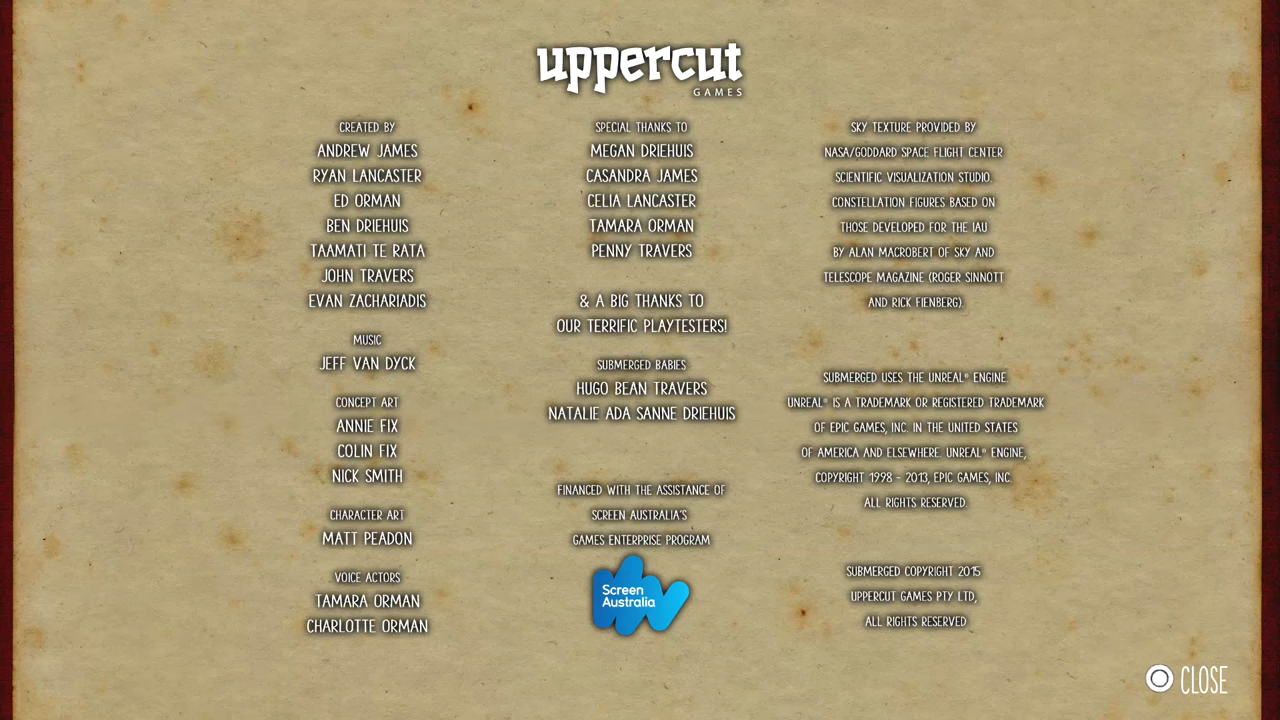 uppercut
GAMES
CREATED BY
ANDREW JAMES
RYAN LANCASTER
ED ORMAN
BEN DRIEHUIS
TAAMATI TE RATA
JOHN TRAVERS
EVAN ZACHARIADIS
MUSIC
JEFF VAN DYCK
CONCEPT ART
ANNIE FIX
COLIN FIX
NICK SMITH
CHARACTER ART
MATT PEADON
VOICE ACTORS
TAMARA ORMAN
CHARLOTTE ORMAN
SPECIAL THANKS TO
MEGAN DRIEHUIS
CASANDRA JAMES
CELIA LANCASTER
TAMARA ORMAN
PENNY TRAVERS
& A BIG THANKS TO
OUR TERRIFIC PLAYTESTERS!
SUBMERGED BABIES
HUGO BEAN TRAVERS
NATALIE ADA SANNE DRIEHUIS
FINANCED WITH THE ASSISTANCE OF
SCREEN AUSTRALIA'S
GAMES ENTERPRISE PROGRAM
Screen
Australia
SKY TEXTURE PROVIDED BY
NASA/GODDARD SPACE FLIGHT CENTER
SCIENTIFIC VISUALIZATION STUDIO.
CONSTELLATION FIGURES BASED ON
THOSE DEVELOPED FOR THE IAU
BY ALAN MACROBERT OF SKY AND
TELESCOPE MAGAZINE (ROGER SINNOTT
AND RICK FIENBERG).
SUBMERGED USES THE UNREAL® ENGINE.
UNREAL® IS A TRADEMARK OR REGISTERED TRADEMARK
OF EPIC GAMES, INC. IN THE UNITED STATES
OF AMERICA AND ELSEWHERE. UNREAL® ENGINE,
COPYRIGHT 1998 - 2013, EPIC GAMES, INC.
ALL RIGHTS RESERVED.
SUBMERGED COPYRIGHT 2015
UPPERCUT GAMES PTY LTD,
ALL RIGHTS RESERVED
CLOSE